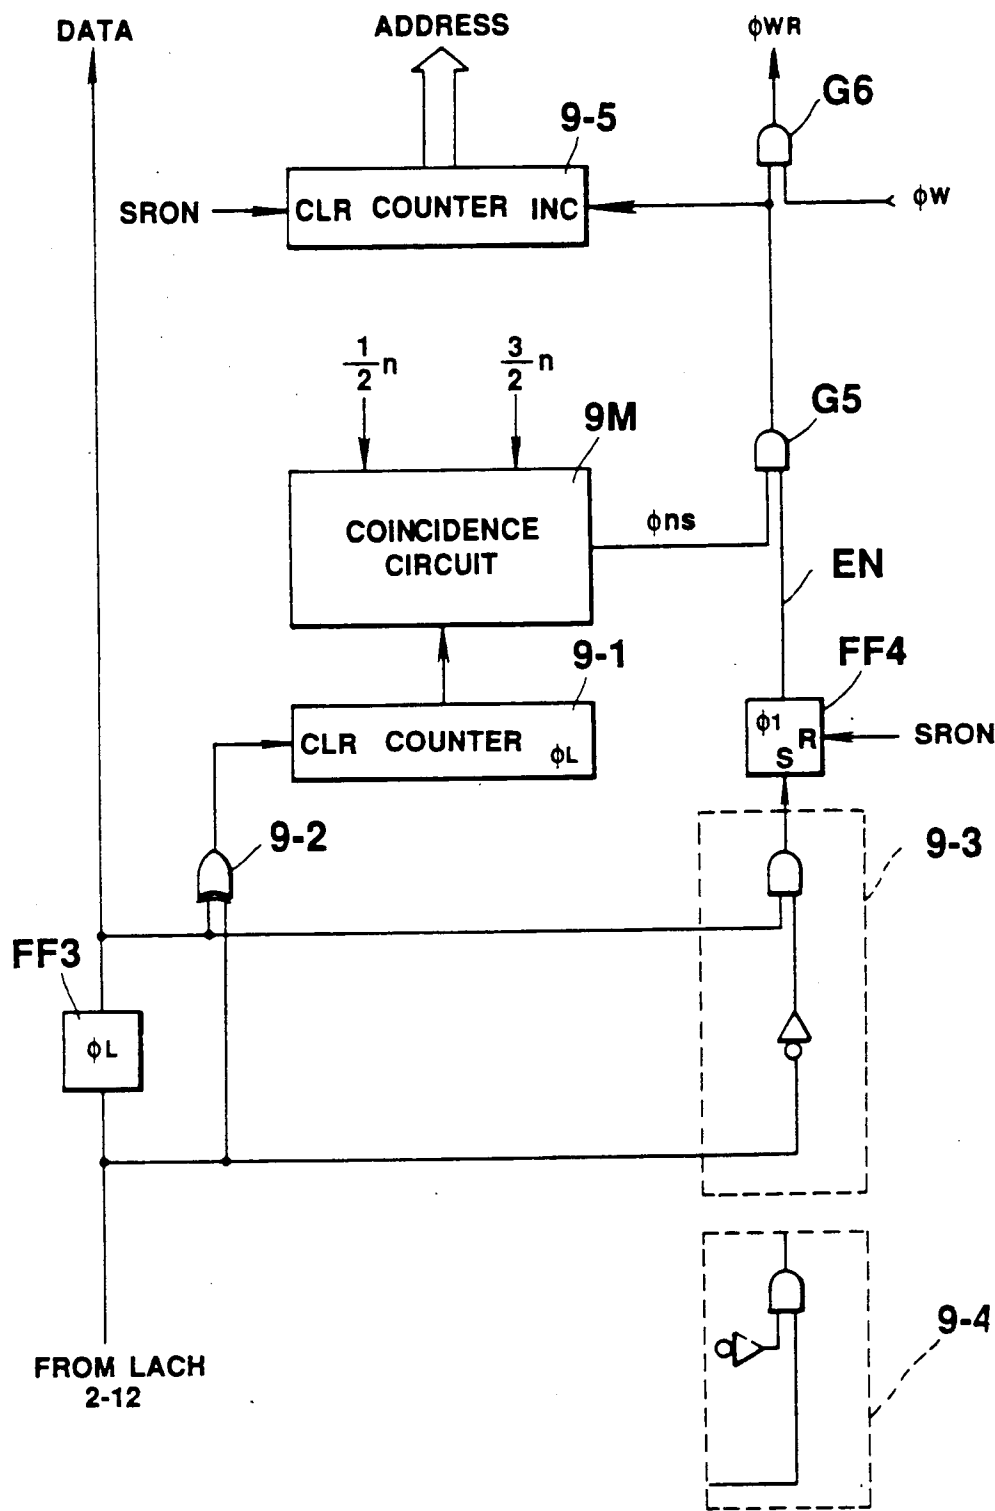 DATA
ADDRESS
φWR
G6
9-5
SRON
CLR COUNTER INC
φW
1/2 n
3/2 n
9M
G5
COINCIDENCE
CIRCUIT
φns
EN
9-1
FF4
CLR COUNTER φL
φ1
R
S
SRON
9-2
9-3
FF3
φL
9-4
FROM LACH
2-12